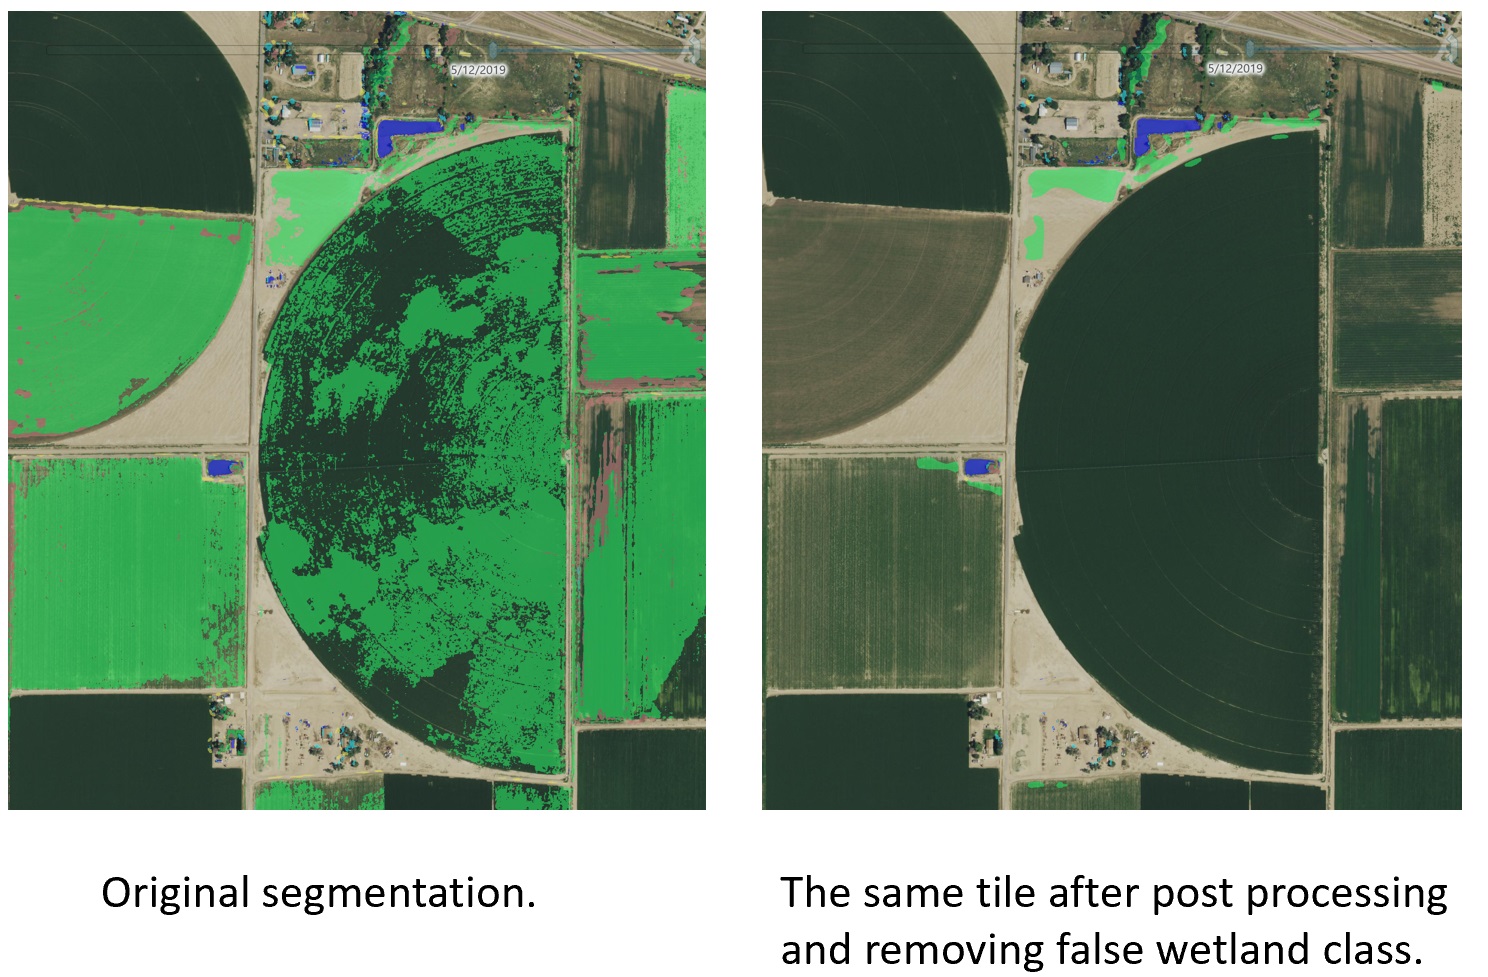 5/12/2019
5/12/2019
Original segmentation.
The same tile after post processing
and removing false wetland class.